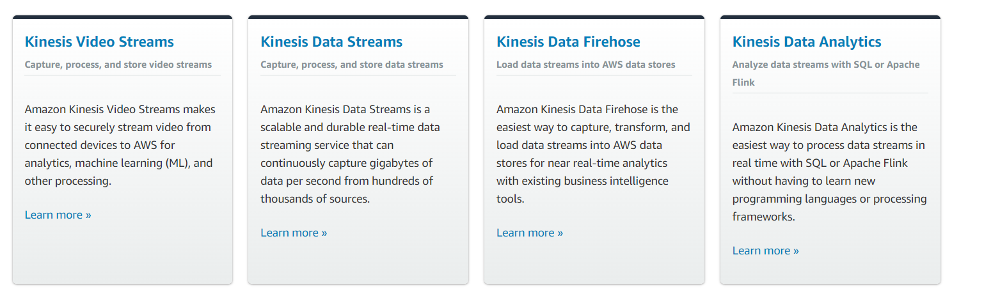 Kinesis Video Streams
Capture, process, and store video streams
Amazon Kinesis Video Streams makes
it easy to securely stream video from
connected devices to AWS for
analytics, machine learning (ML), and
other processing.
Learn more »
Kinesis Data Streams
Capture, process, and store data streams
Amazon Kinesis Data Streams is a
scalable and durable real-time data
streaming service that can
continuously capture gigabytes of
data per second from hundreds of
thousands of sources.
Learn more »
Kinesis Data Firehose
Load data streams into AWS data stores
Amazon Kinesis Data Firehose is the
easiest way to capture, transform, and
load data streams into AWS data
stores for near real-time analytics
with existing business intelligence
tools.
Learn more »
Kinesis Data Analytics
Analyze data streams with SQL or Apache
Flink
Amazon Kinesis Data Analytics is the
easiest way to process data streams in
real time with SQL or Apache Flink
without having to learn new
programming languages or processing
frameworks.
Learn more »